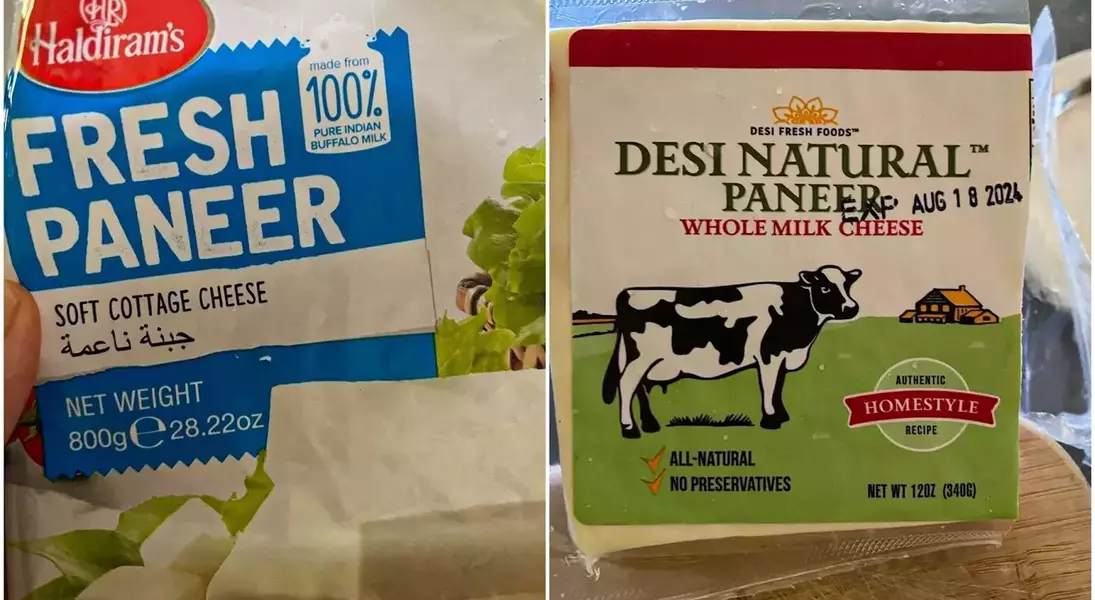 HR
Haldiram's
made from
100%
PURE INDIAN
BUFFALO MILK
FRESH
PANEER
SOFT COTTAGE CHEESE
جبنة ناعمة
NET WEIGHT
800g℮28.22oz
DESI FRESH FOODS™
DESI NATURAL™
PANEER
EXP AUG 18 2024
WHOLE MILK CHEESE
AUTHENTIC
HOMESTYLE
RECIPE
ALL-NATURAL
NO PRESERVATIVES
NET WT 12OZ (340G)